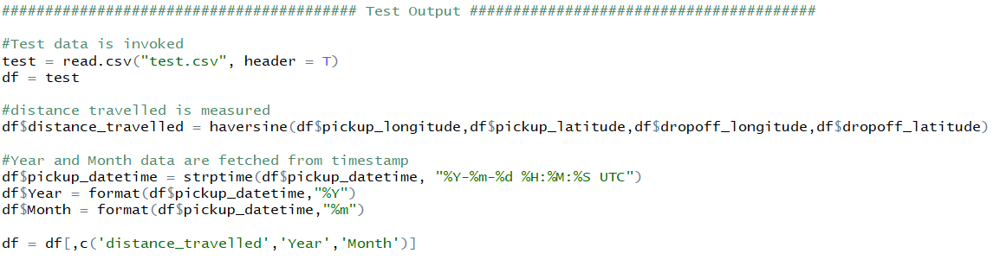 ######################################### Test Output ########################################
#Test data is invoked
test = read.csv("test.csv", header = T)
df = test
#distance travelled is measured
df$distance_travelled = haversine(df$pickup_longitude,df$pickup_latitude,df$dropoff_longitude,df$dropoff_latitude)
#Year and Month data are fetched from timestamp
df$pickup_datetime = strptime(df$pickup_datetime, "%Y-%m-%d %H:%M:%S UTC")
df$Year = format(df$pickup_datetime,"%Y")
df$Month = format(df$pickup_datetime,"%m")
df = df[,c('distance_travelled','Year','Month')]